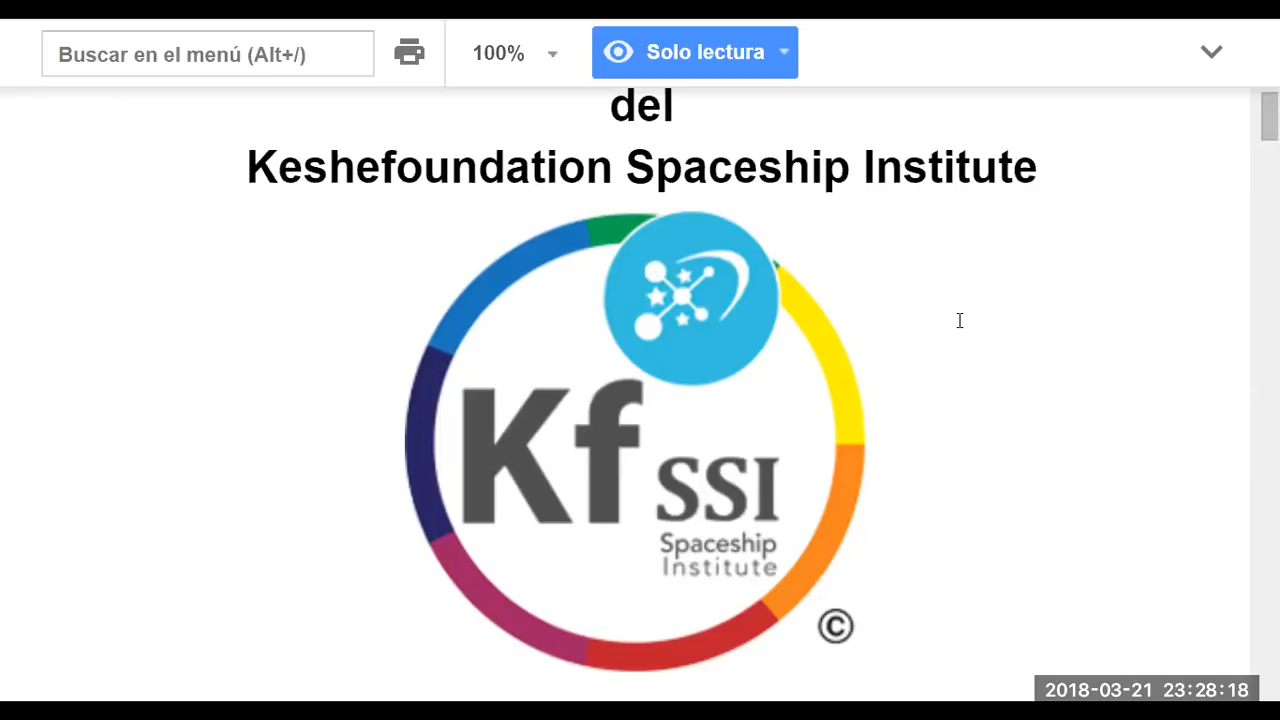 Buscar en el menú (Alt+/)
100%
Solo lectura
del
Keshefoundation Spaceship Institute
Kf SSI
Spaceship
Institute
©
2018-03-21 23:28:18